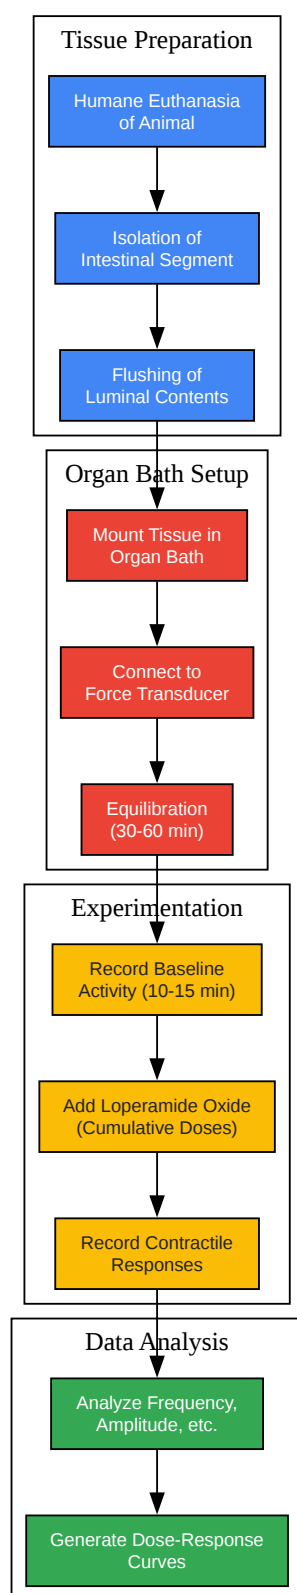 Tissue Preparation
Humane Euthanasia
of Animal
Isolation of
Intestinal Segment
Flushing of
Luminal Contents
Organ Bath Setup
Mount Tissue in
Organ Bath
Connect to
Force Transducer
Equilibration
(30-60 min)
Experimentation
Record Baseline
Activity (10-15 min)
Add Loperamide Oxide
(Cumulative Doses)
Record Contractile
Responses
Data Analysis
Analyze Frequency,
Amplitude, etc.
Generate Dose-Response
Curves